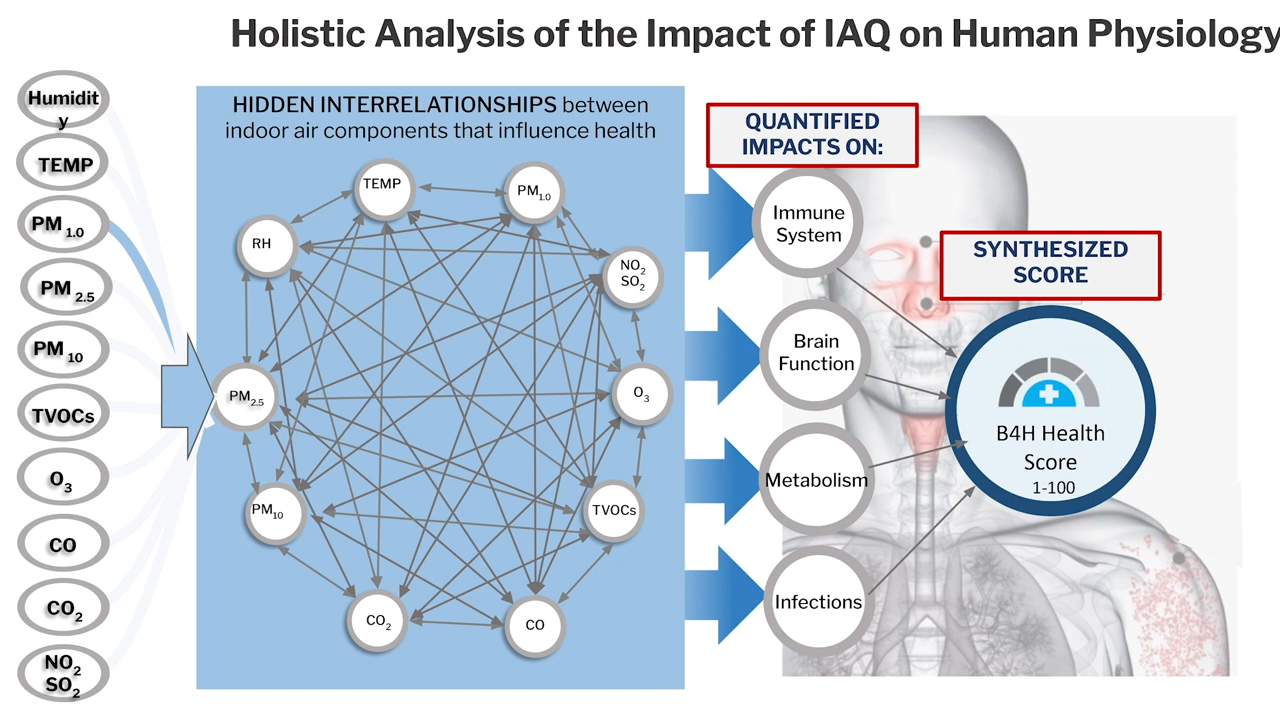 Holistic Analysis of the Impact of IAQ on Human Physiology
Humidit
y
TEMP
PM 1.0
PM 2.5
PM 10
TVOCs
O3
CO
CO2
NO2
SO2
HIDDEN INTERRELATIONSHIPS between
indoor air components that influence health
TEMP
PM1.0
RH
NO2
SO2
PM2.5
O3
PM10
TVOCs
CO2
CO
QUANTIFIED
IMPACTS ON:
Immune
System
Brain
Function
Metabolism
Infections
SYNTHESIZED
SCORE
B4H Health
Score
1-100